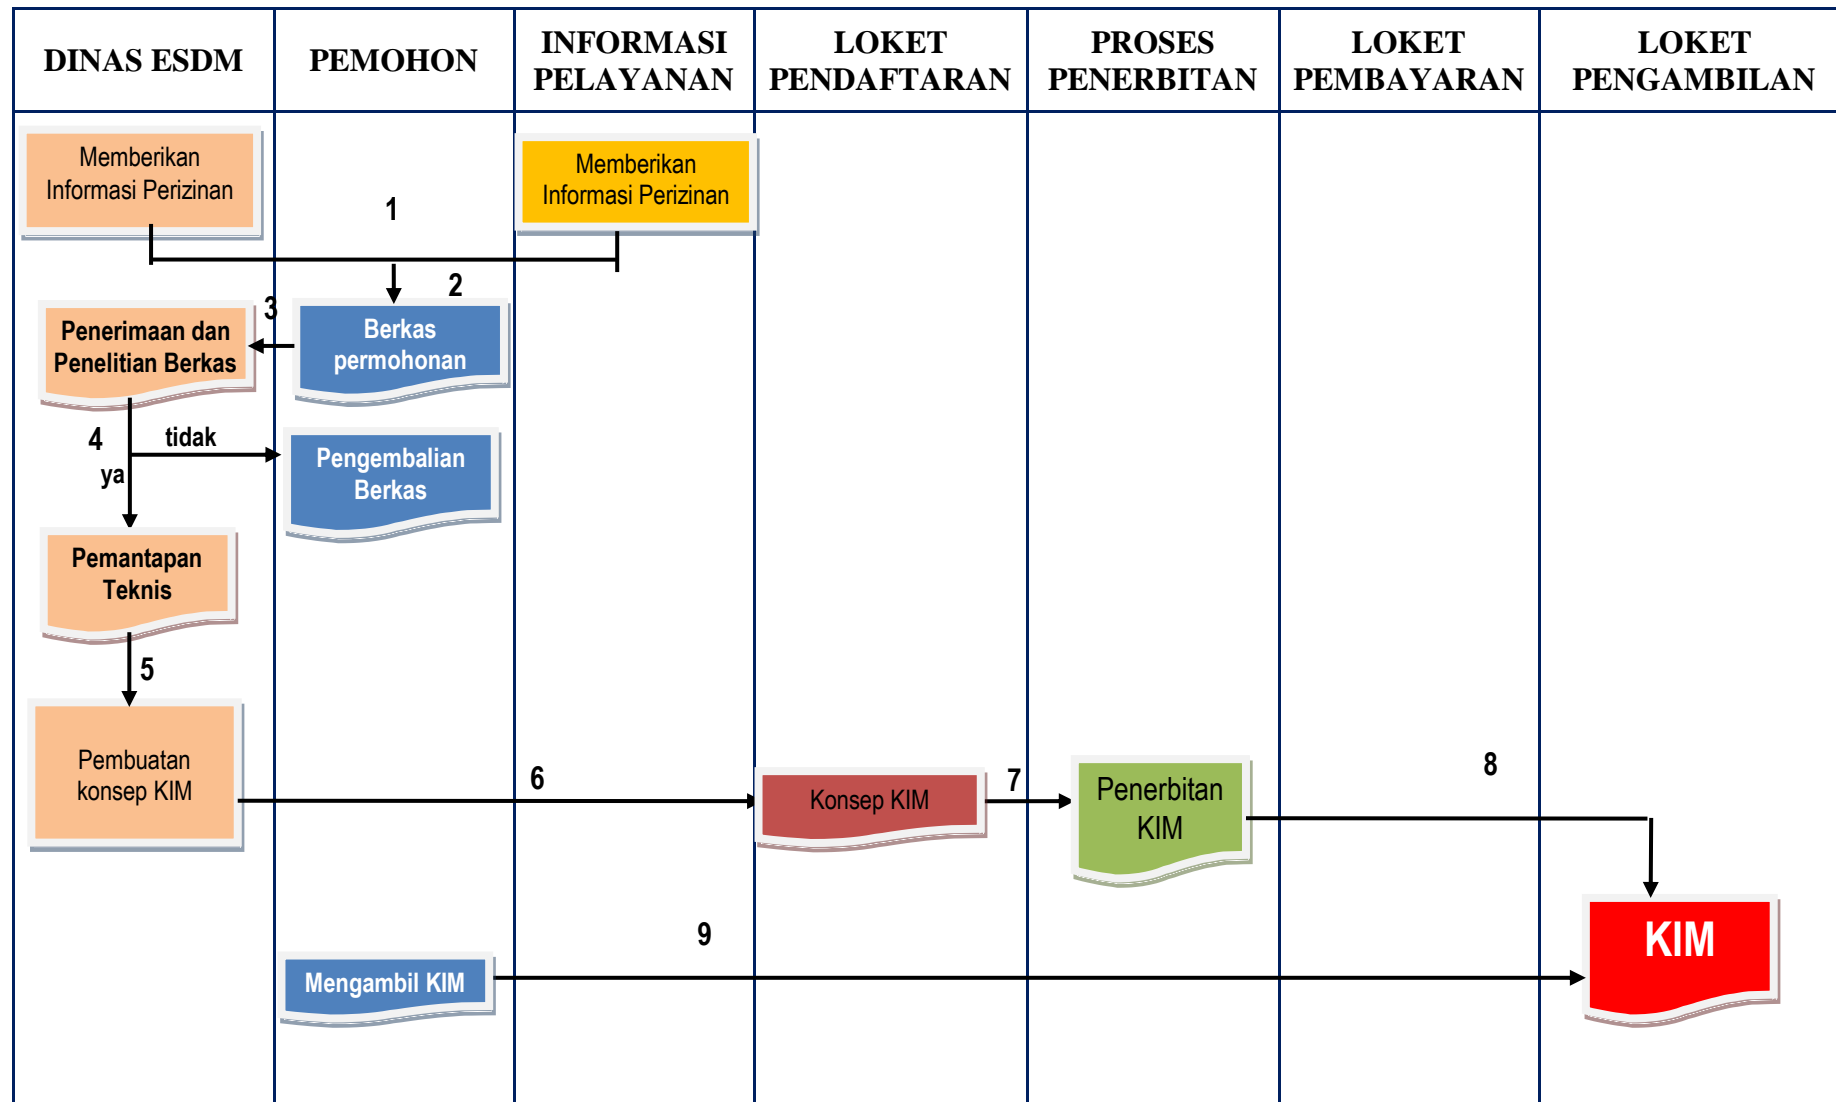 DINAS ESDM
PEMOHON
INFORMASI
PELAYANAN
LOKET
PENDAFTARAN
PROSES
PENERBITAN
LOKET
PEMBAYARAN
LOKET
PENGAMBILAN
Memberikan
Informasi Perizinan
1
Memberikan
Informasi Perizinan
2
3
Penerimaan dan
Penelitian Berkas
Berkas
permohonan
4
tidak
ya
Pengembalian
Berkas
Pemantapan
Teknis
5
Pembuatan
konsep KIM
6
Konsep KIM
7
Penerbitan
KIM
8
9
KIM
Mengambil KIM